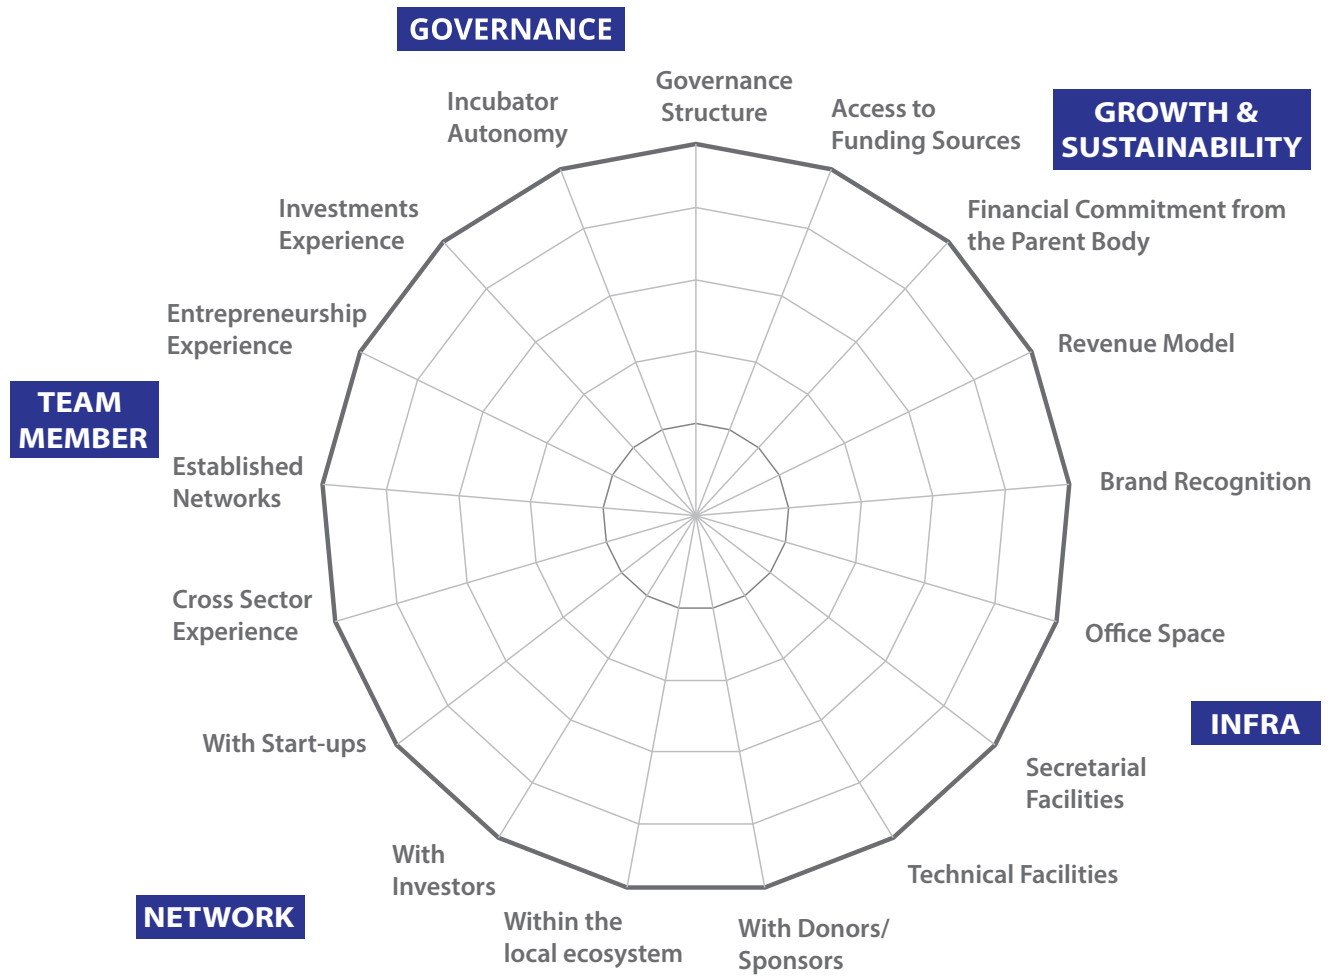 GOVERNANCE
Governance
Structure
Incubator
Autonomy
Access to
Funding Sources
GROWTH &
SUSTAINABILITY
Investments
Experience
Financial Commitment from
the Parent Body
Entrepreneurship
Experience
Revenue Model
TEAM
MEMBER
Established
Networks
Brand Recognition
Cross Sector
Experience
Office Space
INFRA
With Start-ups
Secretarial
Facilities
With
Investors
Technical Facilities
NETWORK
Within the
local ecosystem
With Donors/
Sponsors